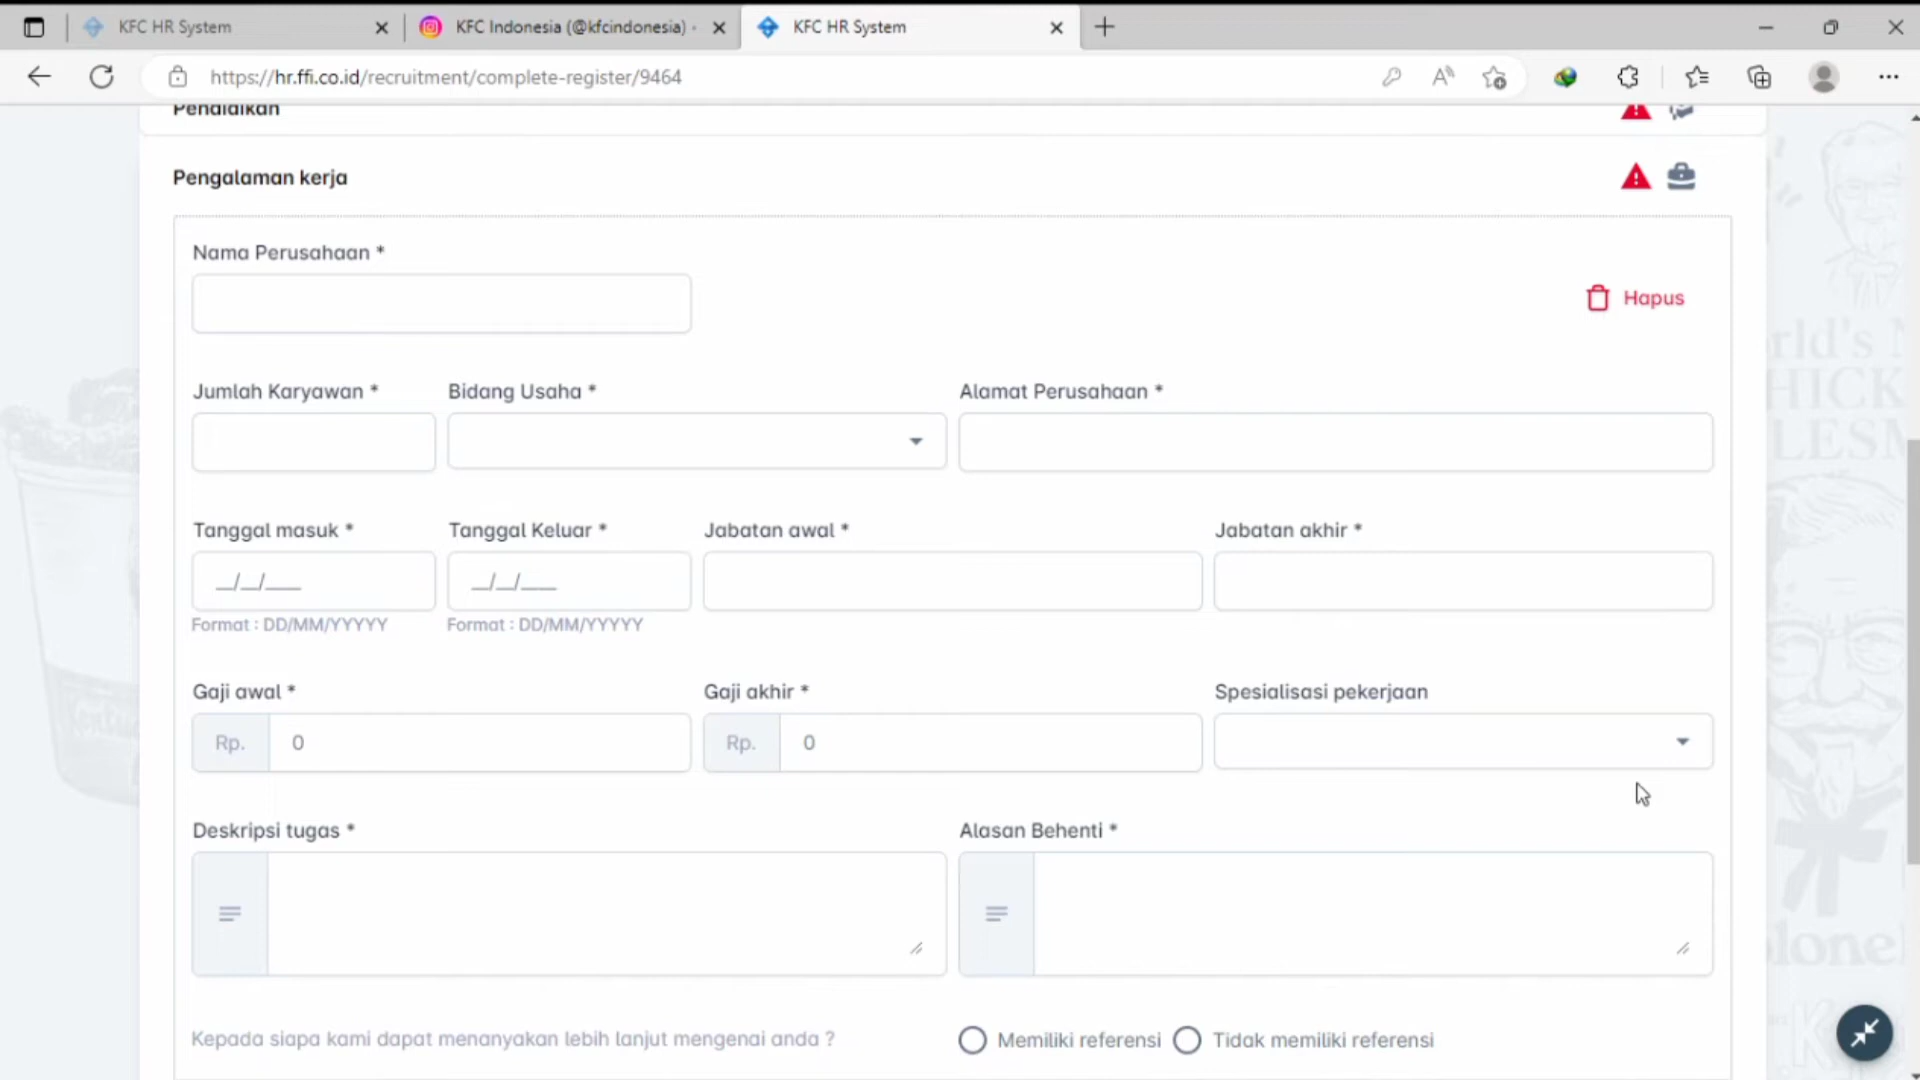 KFC HR System
KFC Indonesia (@kfcindonesia) •
KFC HR System
https://hr.ffi.co.id/recruitment/complete-register/9464
Pendidikan
Pengalaman kerja
Nama Perusahaan *
Hapus
Jumlah Karyawan *
Bidang Usaha *
Alamat Perusahaan *
Tanggal masuk *
Tanggal Keluar *
Jabatan awal *
Jabatan akhir *
__/__/____
__/__/____
Format : DD/MM/YYYYY
Format : DD/MM/YYYYY
Gaji awal *
Gaji akhir *
Spesialisasi pekerjaan
Rp. 0
Rp. 0
Deskripsi tugas *
Alasan Behenti *
Kepada siapa kami dapat menanyakan lebih lanjut mengenai anda ?
Memiliki referensi
Tidak memiliki referensi